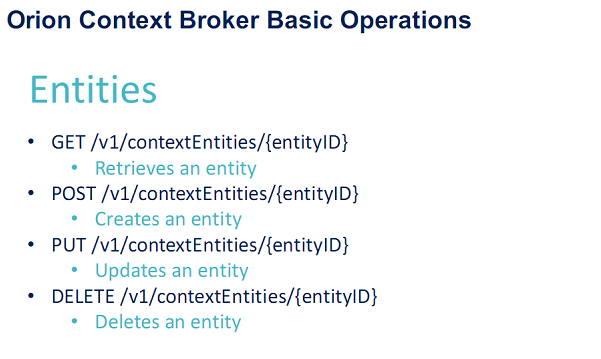 Orion Context Broker Basic Operations
Entities
• GET /v1/contextEntities/{entityID}
• Retrieves an entity
• POST /v1/contextEntities/{entityID}
• Creates an entity
• PUT /v1/contextEntities/{entityID}
• Updates an entity
• DELETE /v1/contextEntities/{entityID}
• Deletes an entity